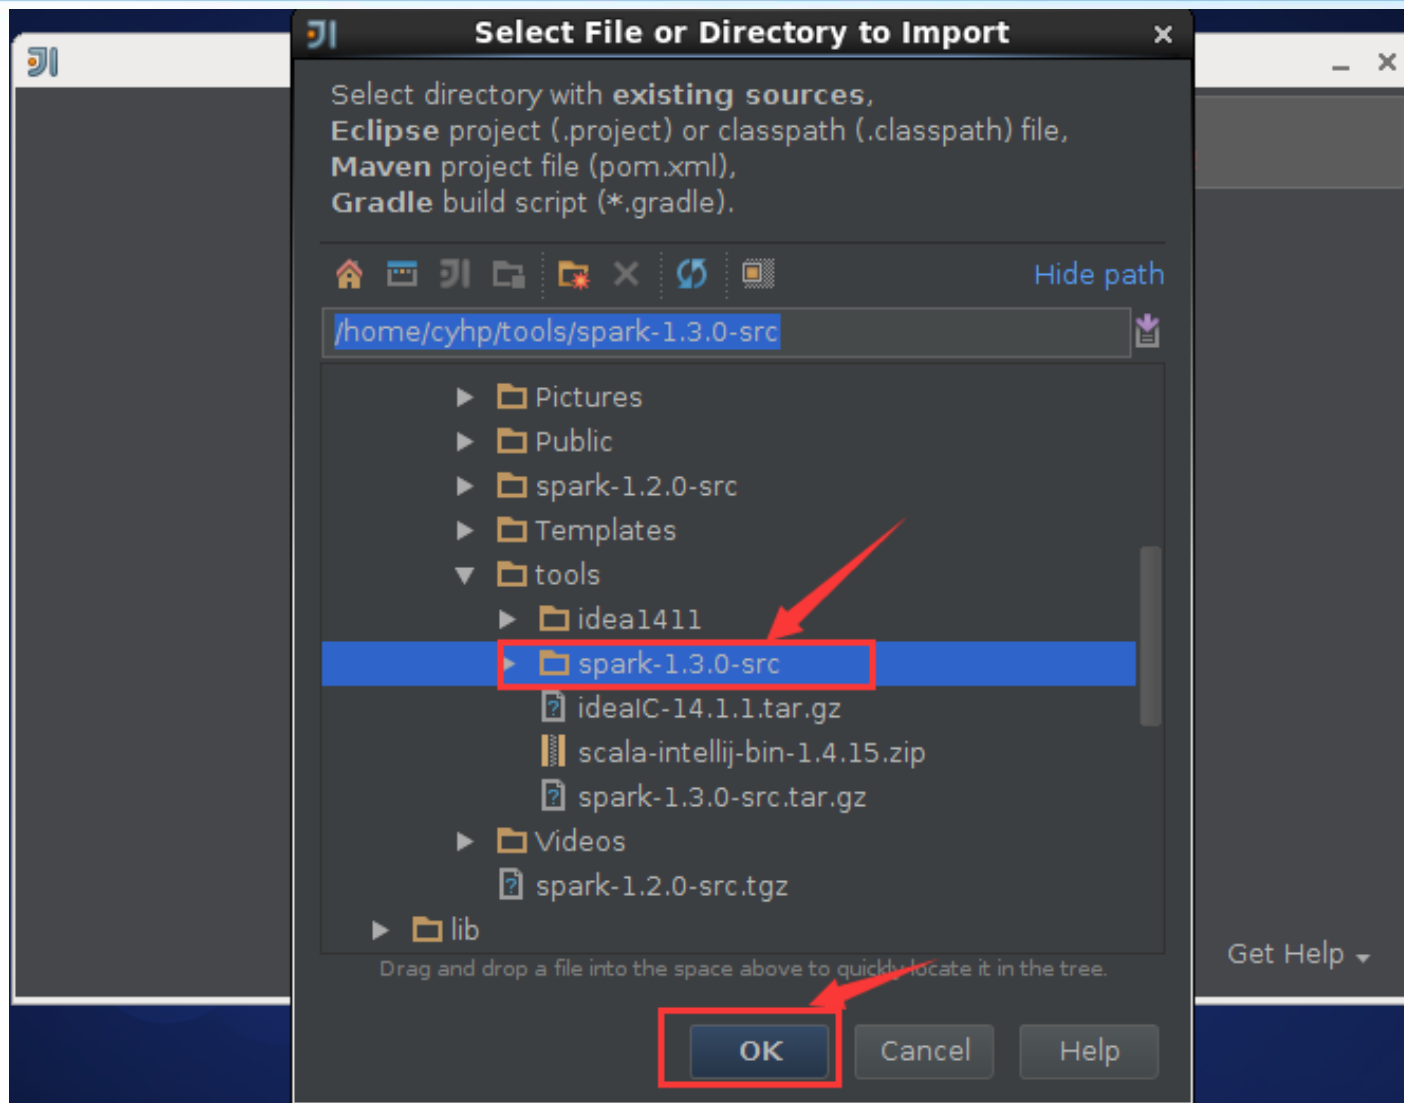 Select File or Directory to Import
Select directory with existing sources,
Eclipse project (.project) or classpath (.classpath) file,
Maven project file (pom.xml),
Gradle build script (*.gradle).
Hide path
/home/cyhp/tools/spark-1.3.0-src
Pictures
Public
spark-1.2.0-src
Templates
tools
idea1411
spark-1.3.0-src
ideaIC-14.1.1.tar.gz
scala-intellij-bin-1.4.15.zip
spark-1.3.0-src.tar.gz
Videos
spark-1.2.0-src.tgz
lib
Get Help
Drag and drop a file into the space above to quickly locate it in the tree.
OK Cancel Help